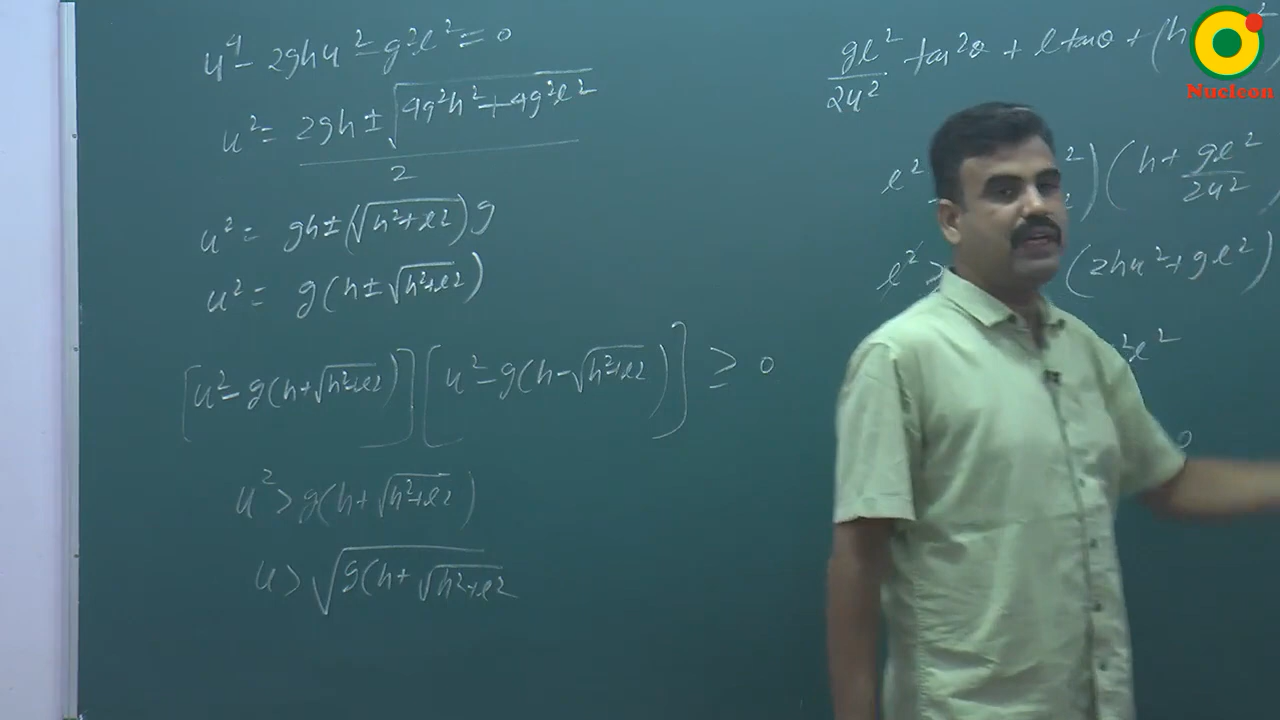 u⁴ - 2ghu² - g²l² = 0
u² = 2gh ± √(4g²h² + 4g²l²) / 2
u² = gh ± (√(h²+l²)) g
u² = g(h ± √(h²+l²))
[u² - g(h+√(h²+l²))] [u² - g(h-√(h²+l²))] ≥ 0
u² > g(h+√(h²+l²))
u > √(g(h+√(h²+l²)
gl²/2u² tan²θ + l tanθ + (h
l² ) (h + gl²/2u²
l² (2hu² + gl²)
l²
0
Nucleon